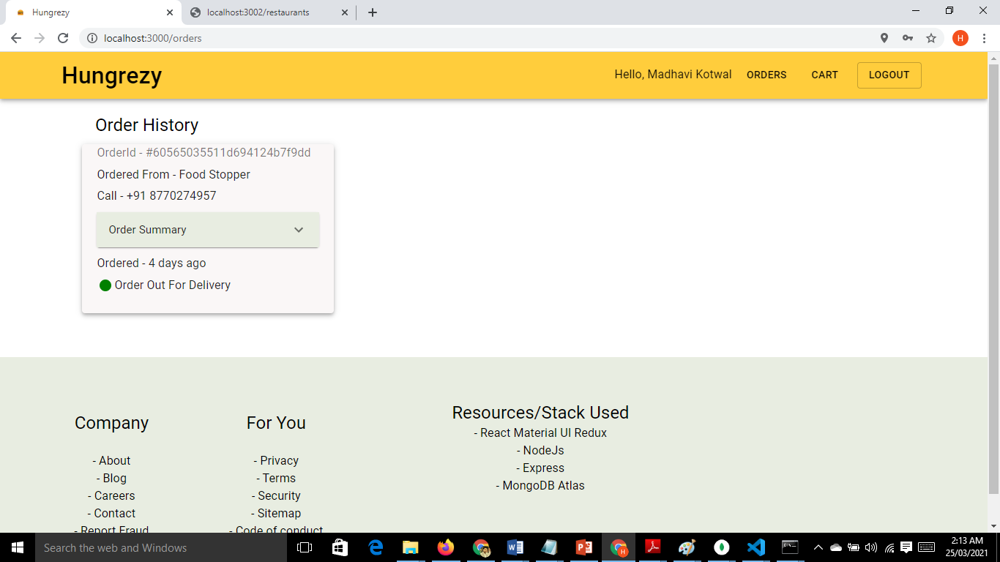 Hungrezy
localhost:3002/restaurants
localhost:3000/orders
H
Hungrezy
Hello, Madhavi Kotwal
ORDERS
CART
LOGOUT
Order History
OrderId - #60565035511d694124b7f9dd
Ordered From - Food Stopper
Call - +91 8770274957
Order Summary
Ordered - 4 days ago
Order Out For Delivery
Company
- About
- Blog
- Careers
- Contact
- Report Fraud
For You
- Privacy
- Terms
- Security
- Sitemap
- Code of conduct
Resources/Stack Used
- React Material UI Redux
- NodeJs
- Express
- MongoDB Atlas
Search the web and Windows
2:13 AM
25/03/2021